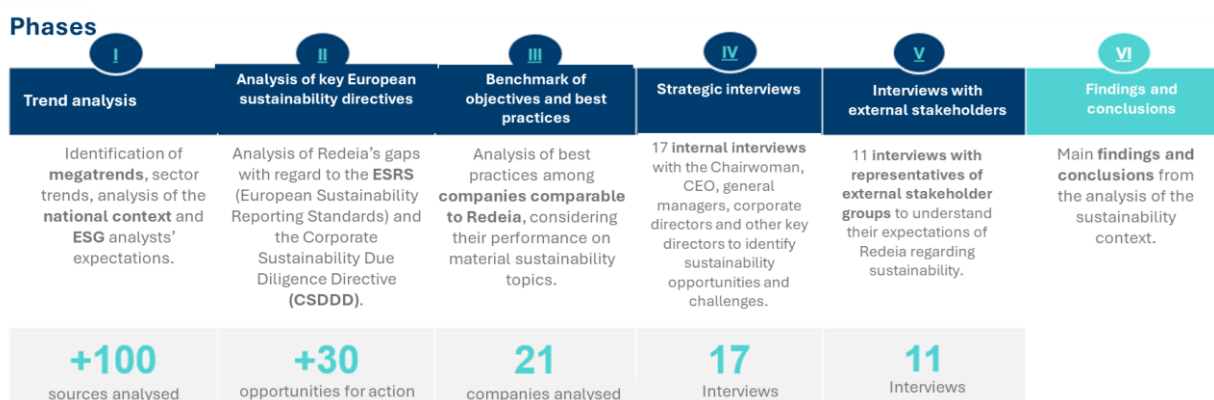 Phases
I
Trend analysis
Identification of
megatrends, sector
trends, analysis of the
national context and
ESG analysts’
expectations.
+100
sources analysed
II
Analysis of key European
sustainability directives
Analysis of Redeia’s gaps
with regard to the ESRS
(European Sustainability
Reporting Standards) and
the Corporate
Sustainability Due
Diligence Directive
(CSDDD).
+30
opportunities for action
III
Benchmark of
objectives and best
practices
Analysis of best
practices among
companies comparable
to Redeia, considering
their performance on
material sustainability
topics.
21
companies analysed
IV
Strategic interviews
17 internal interviews
with the Chairwoman,
CEO, general
managers, corporate
directors and other key
directors to identify
sustainability
opportunities and
challenges.
17
Interviews
V
Interviews with
external stakeholders
11 interviews with
representatives of
external stakeholder
groups to understand
their expectations of
Redeia regarding
sustainability.
11
Interviews
VI
Findings and
conclusions
Main findings and
conclusions from
the analysis of the
sustainability
context.